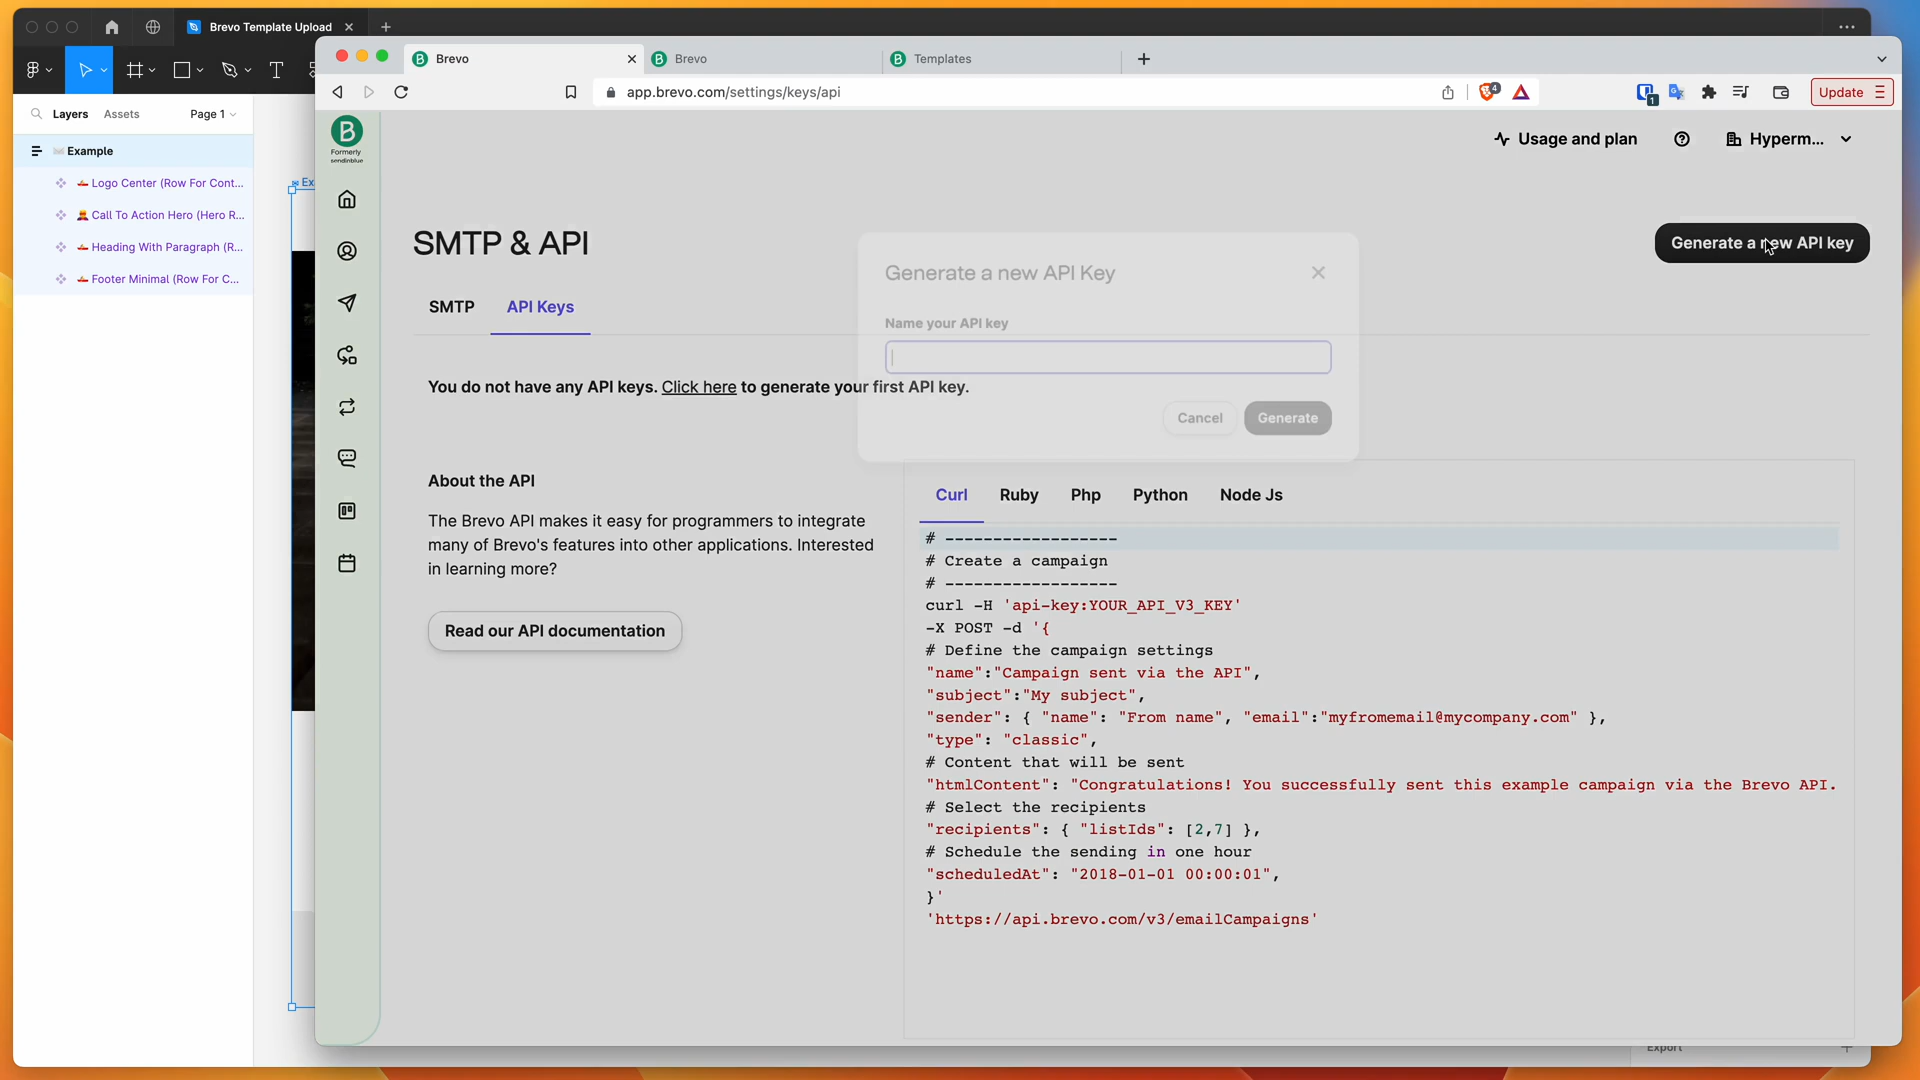 Brevo Template Upload
Brevo
Brevo
Templates
app.brevo.com/settings/keys/api
4
1
Update
Layers
Assets
Page 1
Example
Logo Center (Row For Cont...
Call To Action Hero (Hero R...
Heading With Paragraph (R...
Footer Minimal (Row For C...
Ex
B
Formerly
sendinblue
Usage and plan
Hyperm...
SMTP & API
Generate a new API key
SMTP
API Keys
Generate a new API Key
Name your API key
You do not have any API keys. Click here to generate your first API key.
Cancel
Generate
About the API
The Brevo API makes it easy for programmers to integrate
many of Brevo's features into other applications. Interested
in learning more?
Read our API documentation
Curl
Ruby
Php
Python
Node Js
# ------------------
# Create a campaign
# ------------------
curl -H 'api-key:YOUR_API_V3_KEY'
-X POST -d '{
# Define the campaign settings
"name":"Campaign sent via the API",
"subject":"My subject",
"sender": { "name": "From name", "email":"myfromemail@mycompany.com" },
"type": "classic",
# Content that will be sent
"htmlContent": "Congratulations! You successfully sent this example campaign via the Brevo API.
# Select the recipients
"recipients": { "listIds": [2,7] },
# Schedule the sending in one hour
"scheduledAt": "2018-01-01 00:00:01",
}'
'https://api.brevo.com/v3/emailCampaigns'
Export